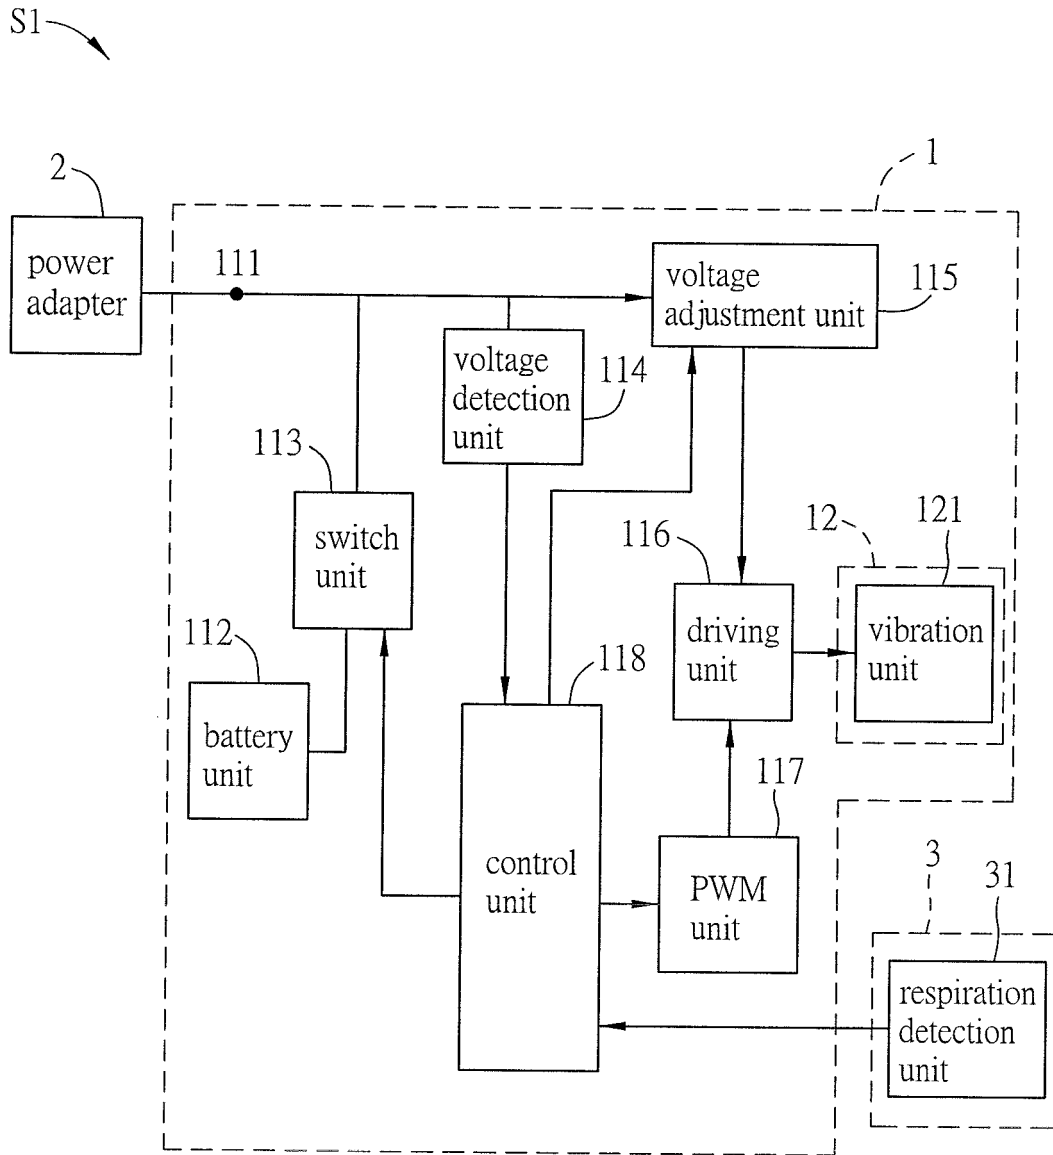 S1
1
2
power
adapter
111
voltage
adjustment unit
115
voltage
detection
unit
114
113
switch
unit
116
12
121
driving
unit
vibration
unit
112
battery
unit
118
control
unit
117
PWM
unit
3
31
respiration
detection
unit